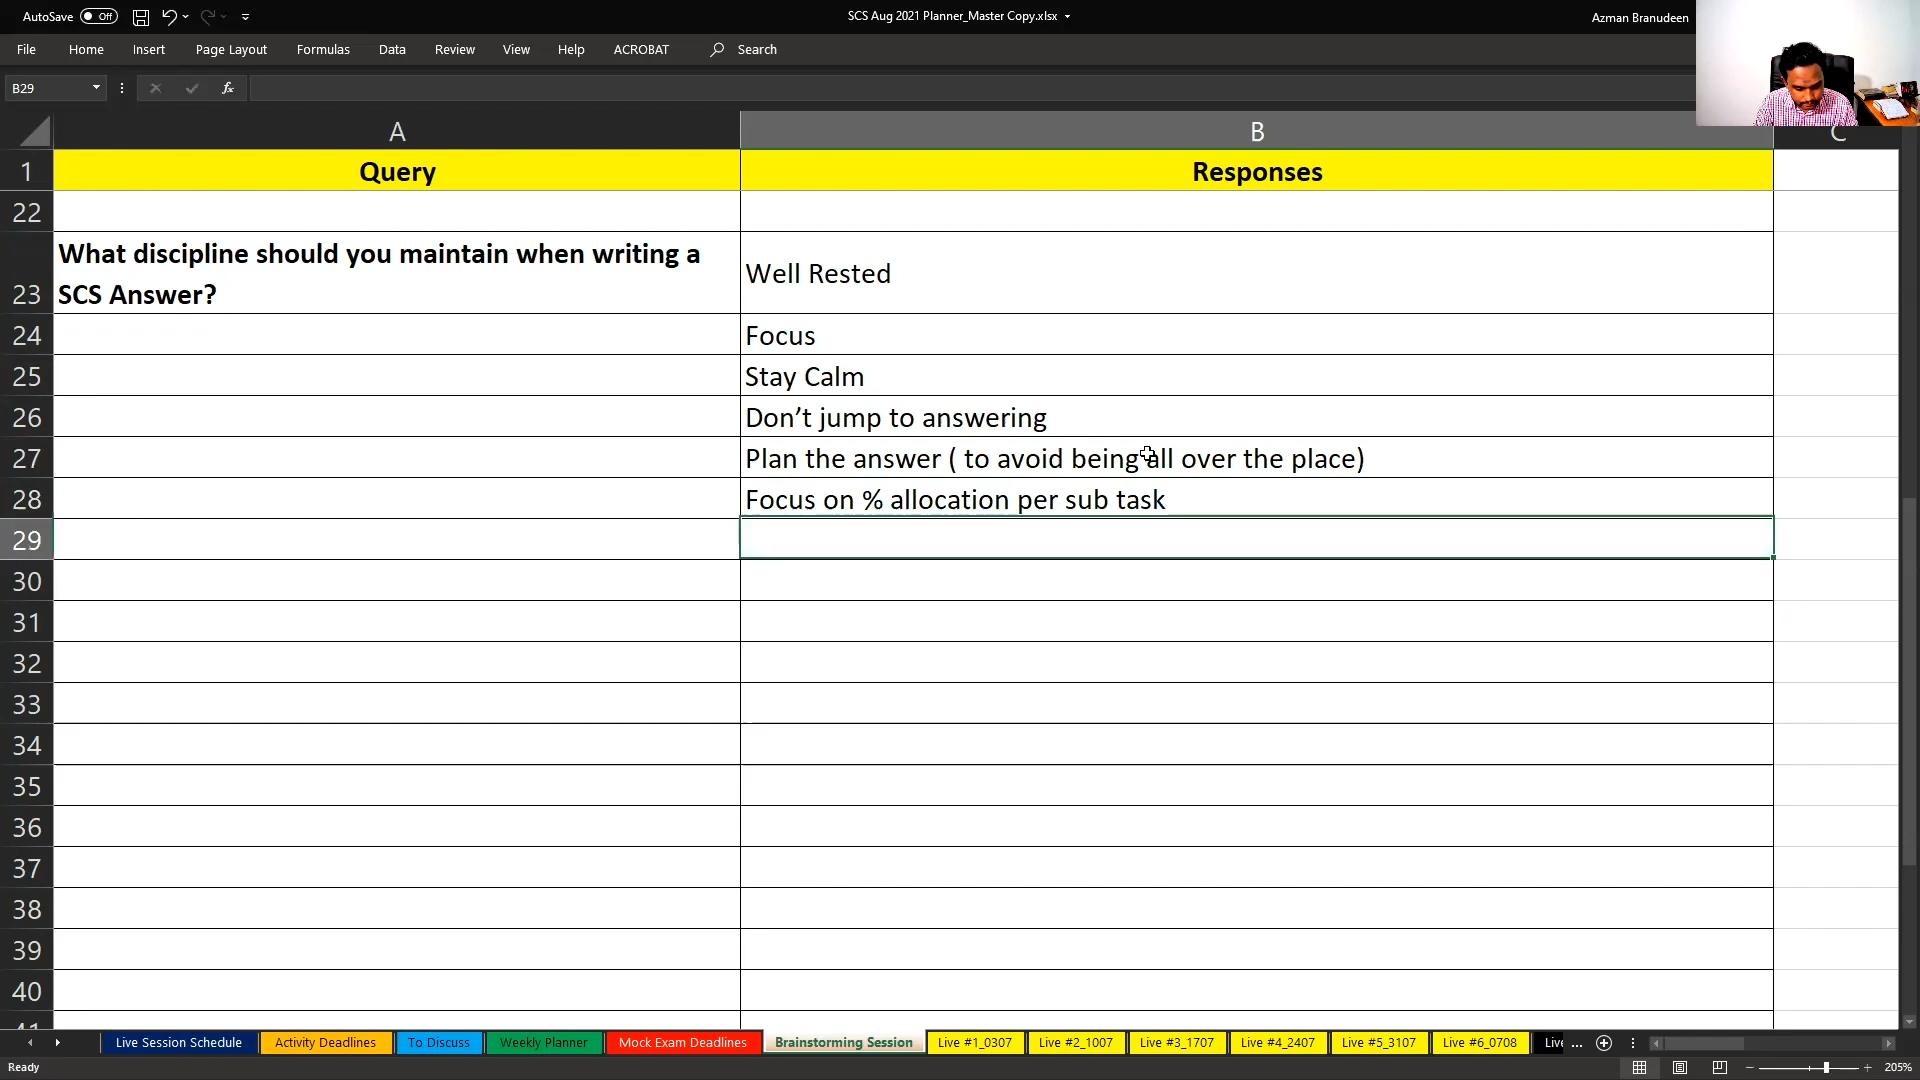 AutoSave Off SCS Aug 2021 Planner_Master Copy.xlsx Azman Branudeen
File Home Insert Page Layout Formulas Data Review View Help ACROBAT Search
B29 fx
A B C
1 Query Responses
22
What discipline should you maintain when writing a
23 SCS Answer? Well Rested
24 Focus
25 Stay Calm
26 Don’t jump to answering
27 Plan the answer ( to avoid being all over the place)
28 Focus on % allocation per sub task
29
30
31
32
33
34
35
36
37
38
39
40
41
Live Session Schedule Activity Deadlines To Discuss Weekly Planner Mock Exam Deadlines Brainstorming Session Live #1_0307 Live #2_1007 Live #3_1707 Live #4_2407 Live #5_3107 Live #6_0708 Live ...
Ready 205%